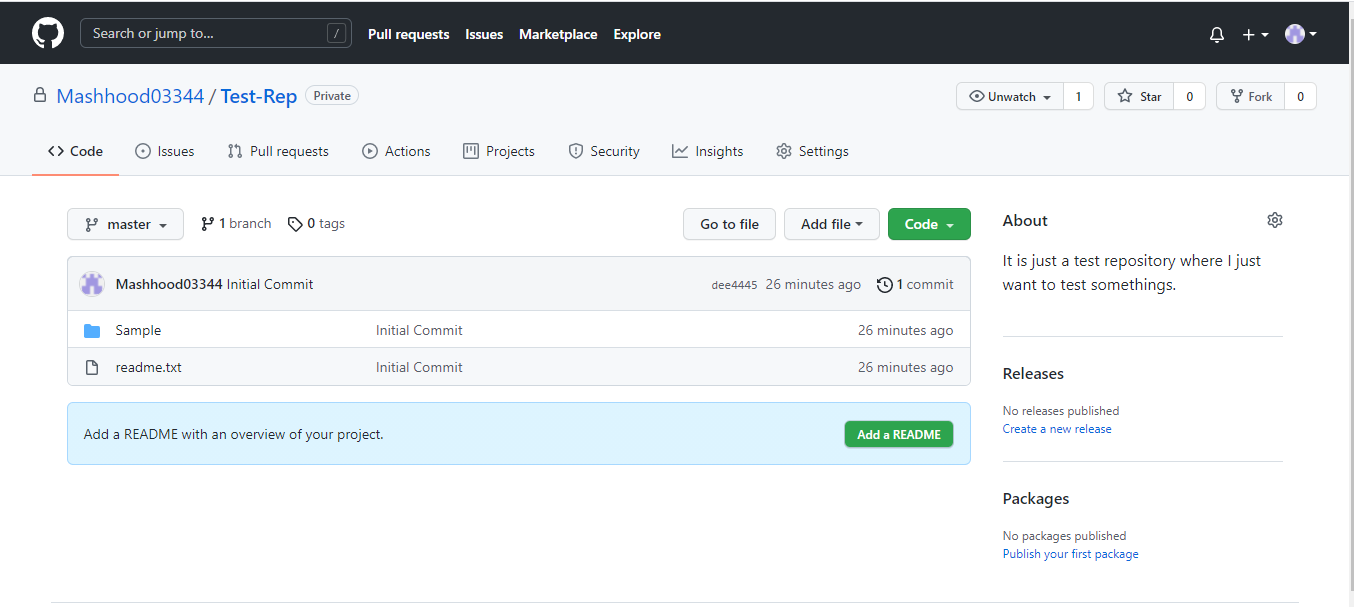 Search or jump to... / Pull requests Issues Marketplace Explore
Mashhood03344 / Test-Rep Private Unwatch 1 Star 0 Fork 0
Code Issues Pull requests Actions Projects Security Insights Settings
master 1 branch 0 tags Go to file Add file Code
Mashhood03344 Initial Commit dee4445 26 minutes ago 1 commit
Sample Initial Commit 26 minutes ago
readme.txt Initial Commit 26 minutes ago
Add a README with an overview of your project. Add a README
About
It is just a test repository where I just
want to test somethings.
Releases
No releases published
Create a new release
Packages
No packages published
Publish your first package